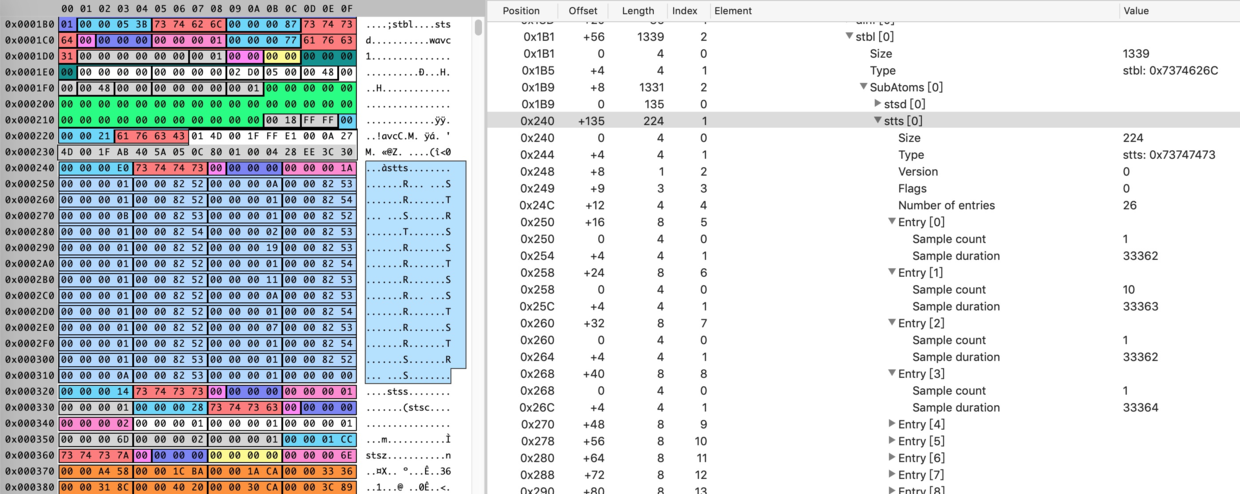 00 01 02 03 04 05 06 07 08 09 0A 0B 0C 0D 0E 0F
0x0001B0 01 00 00 05 3B 73 74 62 6C 00 00 00 87 73 74 73 ....;stbl....sts
0x0001C0 64 00 00 00 00 00 00 00 01 00 00 00 77 61 76 63 d...........wavc
0x0001D0 31 00 00 00 00 00 00 00 01 00 00 00 00 00 00 00 1...............
0x0001E0 00 00 00 00 00 00 00 00 00 02 D0 05 00 00 48 00 ..........Ð...H.
0x0001F0 00 00 48 00 00 00 00 00 00 00 01 00 00 00 00 00 ..H.............
0x000200 00 00 00 00 00 00 00 00 00 00 00 00 00 00 00 00 ................
0x000210 00 00 00 00 00 00 00 00 00 00 00 00 18 FF FF 00 .............ÿÿ.
0x000220 00 00 21 61 76 63 43 01 4D 00 1F FF E1 00 0A 27 ..!avcC.M. ÿá. '
0x000230 4D 00 1F AB 40 5A 05 0C 80 01 00 04 28 EE 3C 30 M. «@Z. ....(î<0
0x000240 00 00 00 E0 73 74 74 73 00 00 00 00 00 00 00 1A ...àstts........
0x000250 00 00 00 01 00 00 82 52 00 00 00 0A 00 00 82 53 .......R... ...S
0x000260 00 00 00 01 00 00 82 52 00 00 00 01 00 00 82 54 .......R.......T
0x000270 00 00 00 0B 00 00 82 53 00 00 00 01 00 00 82 52 ... ...S.......R
0x000280 00 00 00 01 00 00 82 54 00 00 00 02 00 00 82 53 .......T.......S
0x000290 00 00 00 01 00 00 82 52 00 00 00 19 00 00 82 53 .......R.......S
0x0002A0 00 00 00 01 00 00 82 52 00 00 00 01 00 00 82 54 .......R.......T
0x0002B0 00 00 00 01 00 00 82 52 00 00 00 11 00 00 82 53 .......R.......S
0x0002C0 00 00 00 01 00 00 82 52 00 00 00 0A 00 00 82 53 .......R... ...S
0x0002D0 00 00 00 01 00 00 82 52 00 00 00 01 00 00 82 54 .......R.......T
0x0002E0 00 00 00 01 00 00 82 52 00 00 00 07 00 00 82 53 .......R.......S
0x0002F0 00 00 00 01 00 00 82 52 00 00 00 01 00 00 82 54 .......R.......T
0x000300 00 00 00 01 00 00 82 53 00 00 00 01 00 00 82 52 .......S.......R
0x000310 00 00 00 0A 00 00 82 53 00 00 00 01 00 00 00 00 ... ...S........
0x000320 00 00 00 14 73 74 73 73 00 00 00 00 00 00 00 01 ....stss........
0x000330 00 00 00 01 00 00 00 28 73 74 73 63 00 00 00 00 .......(stsc....
0x000340 00 00 00 02 00 00 00 01 00 00 00 01 00 00 00 01 ................
0x000350 00 00 00 6D 00 00 00 02 00 00 00 01 00 00 01 CC ...m...........Ì
0x000360 73 74 73 7A 00 00 00 00 00 00 00 00 00 00 00 6E stsz...........n
0x000370 00 00 A4 58 00 00 1C BA 00 00 1A CA 00 00 33 36 ..¤X.. º...Ê..36
0x000380 00 00 31 8C 00 00 40 20 00 00 30 CA 00 00 3C 89 ..1...@ ..0Ê..<.
Position Offset Length Index Element Value
0x1B1 +56 1339 2 stbl [0]
0x1B1 0 4 0 Size 1339
0x1B5 +4 4 1 Type stbl: 0x7374626C
0x1B9 +8 1331 2 SubAtoms [0]
0x1B9 0 135 0 stsd [0]
0x240 +135 224 1 stts [0]
0x240 0 4 0 Size 224
0x244 +4 4 1 Type stts: 0x73747473
0x248 +8 1 2 Version 0
0x249 +9 3 3 Flags 0
0x24C +12 4 4 Number of entries 26
0x250 +16 8 5 Entry [0]
0x250 0 4 0 Sample count 1
0x254 +4 4 1 Sample duration 33362
0x258 +24 8 6 Entry [1]
0x258 0 4 0 Sample count 10
0x25C +4 4 1 Sample duration 33363
0x260 +32 8 7 Entry [2]
0x260 0 4 0 Sample count 1
0x264 +4 4 1 Sample duration 33362
0x268 +40 8 8 Entry [3]
0x268 0 4 0 Sample count 1
0x26C +4 4 1 Sample duration 33364
0x270 +48 8 9 Entry [4]
0x278 +56 8 10 Entry [5]
0x280 +64 8 11 Entry [6]
0x288 +72 8 12 Entry [7]
0x290 +80 8 13 Entry [8]